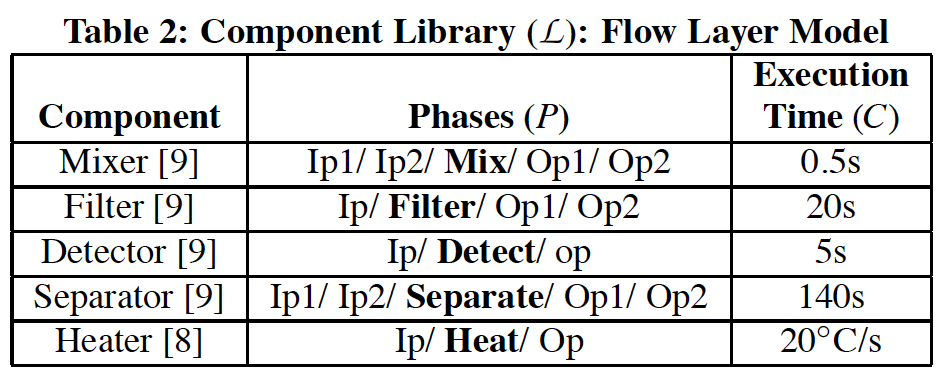 Table 2: Component Library (ℒ): Flow Layer Model
Component Phases (P) Execution Time (C)
Mixer [9] Ip1/ Ip2/ Mix/ Op1/ Op2 0.5s
Filter [9] Ip/ Filter/ Op1/ Op2 20s
Detector [9] Ip/ Detect/ op 5s
Separator [9] Ip1/ Ip2/ Separate/ Op1/ Op2 140s
Heater [8] Ip/ Heat/ Op 20°C/s